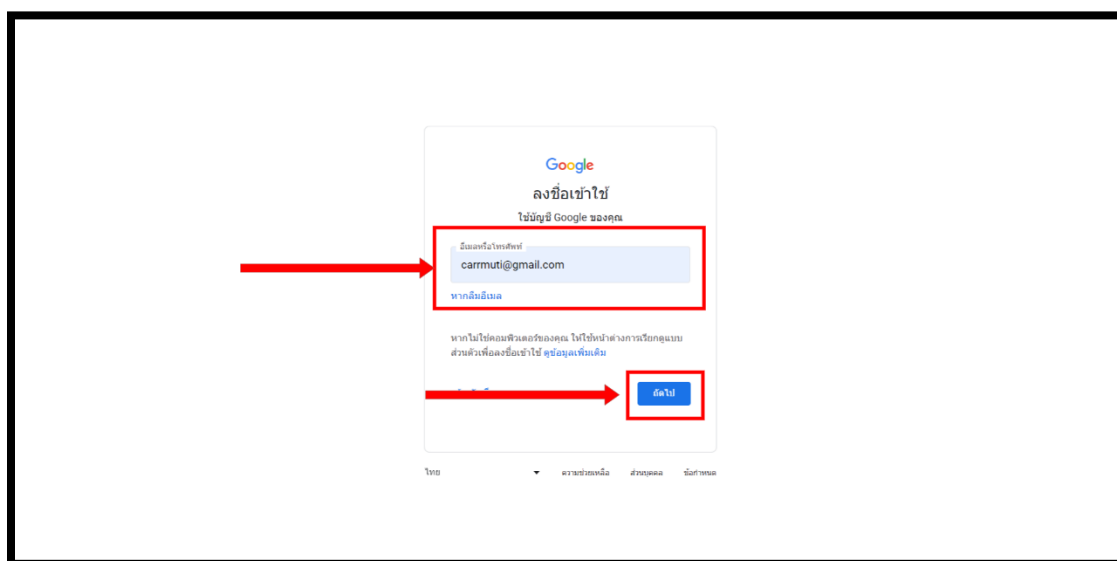 Google
ลงชื่อเข้าใช้
ใช้บัญชี Google ของคุณ
อีเมลหรือโทรศัพท์
carrmuti@gmail.com
หากลืมอีเมล
หากไม่ใช่คอมพิวเตอร์ของคุณ ให้ใช้หน้าต่างการเรียกดูแบบ
ส่วนตัวเพื่อลงชื่อเข้าใช้ ดูข้อมูลเพิ่มเติม
ถัดไป
ไทย
ความช่วยเหลือ ส่วนบุคคล ข้อกำหนด